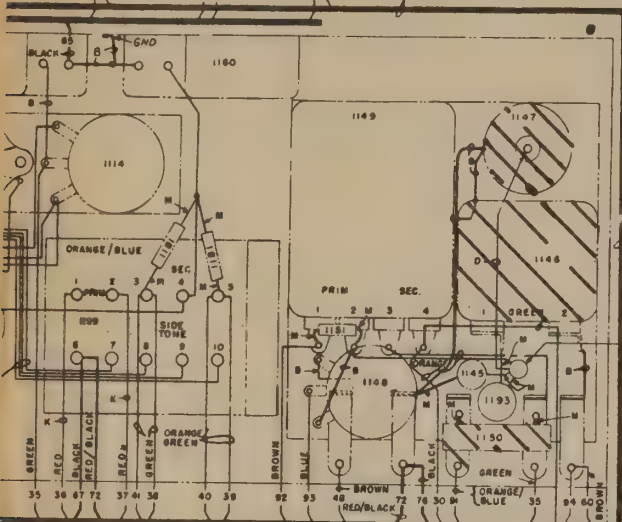 65
BLACK
B
GND
1160
1149
1147
B
1114
M
M
ORANGE/BLUE
D
1146
1
2
3
M
SEC.
4
M
5
PRIM
PRIM
SEC.
1
2
M
3
4
1
GREEN
2
1199
SIDE
TONE
M
1151
M
6
7
8
9
10
B
B
ORANGE
1145
M
B
1148
M
1193
M
K
K
ORANGE/
GREEN
M
1150
GREEN
RED
BLACK
RED/BLACK
RED
GREEN
BROWN
BLUE
BLACK
GREEN
BROWN
BROWN
ORANGE/
BLUE
35
36
67
72
37
41
38
40
39
92
93
48
72
76
30
94
35
94
60
RED/BLACK